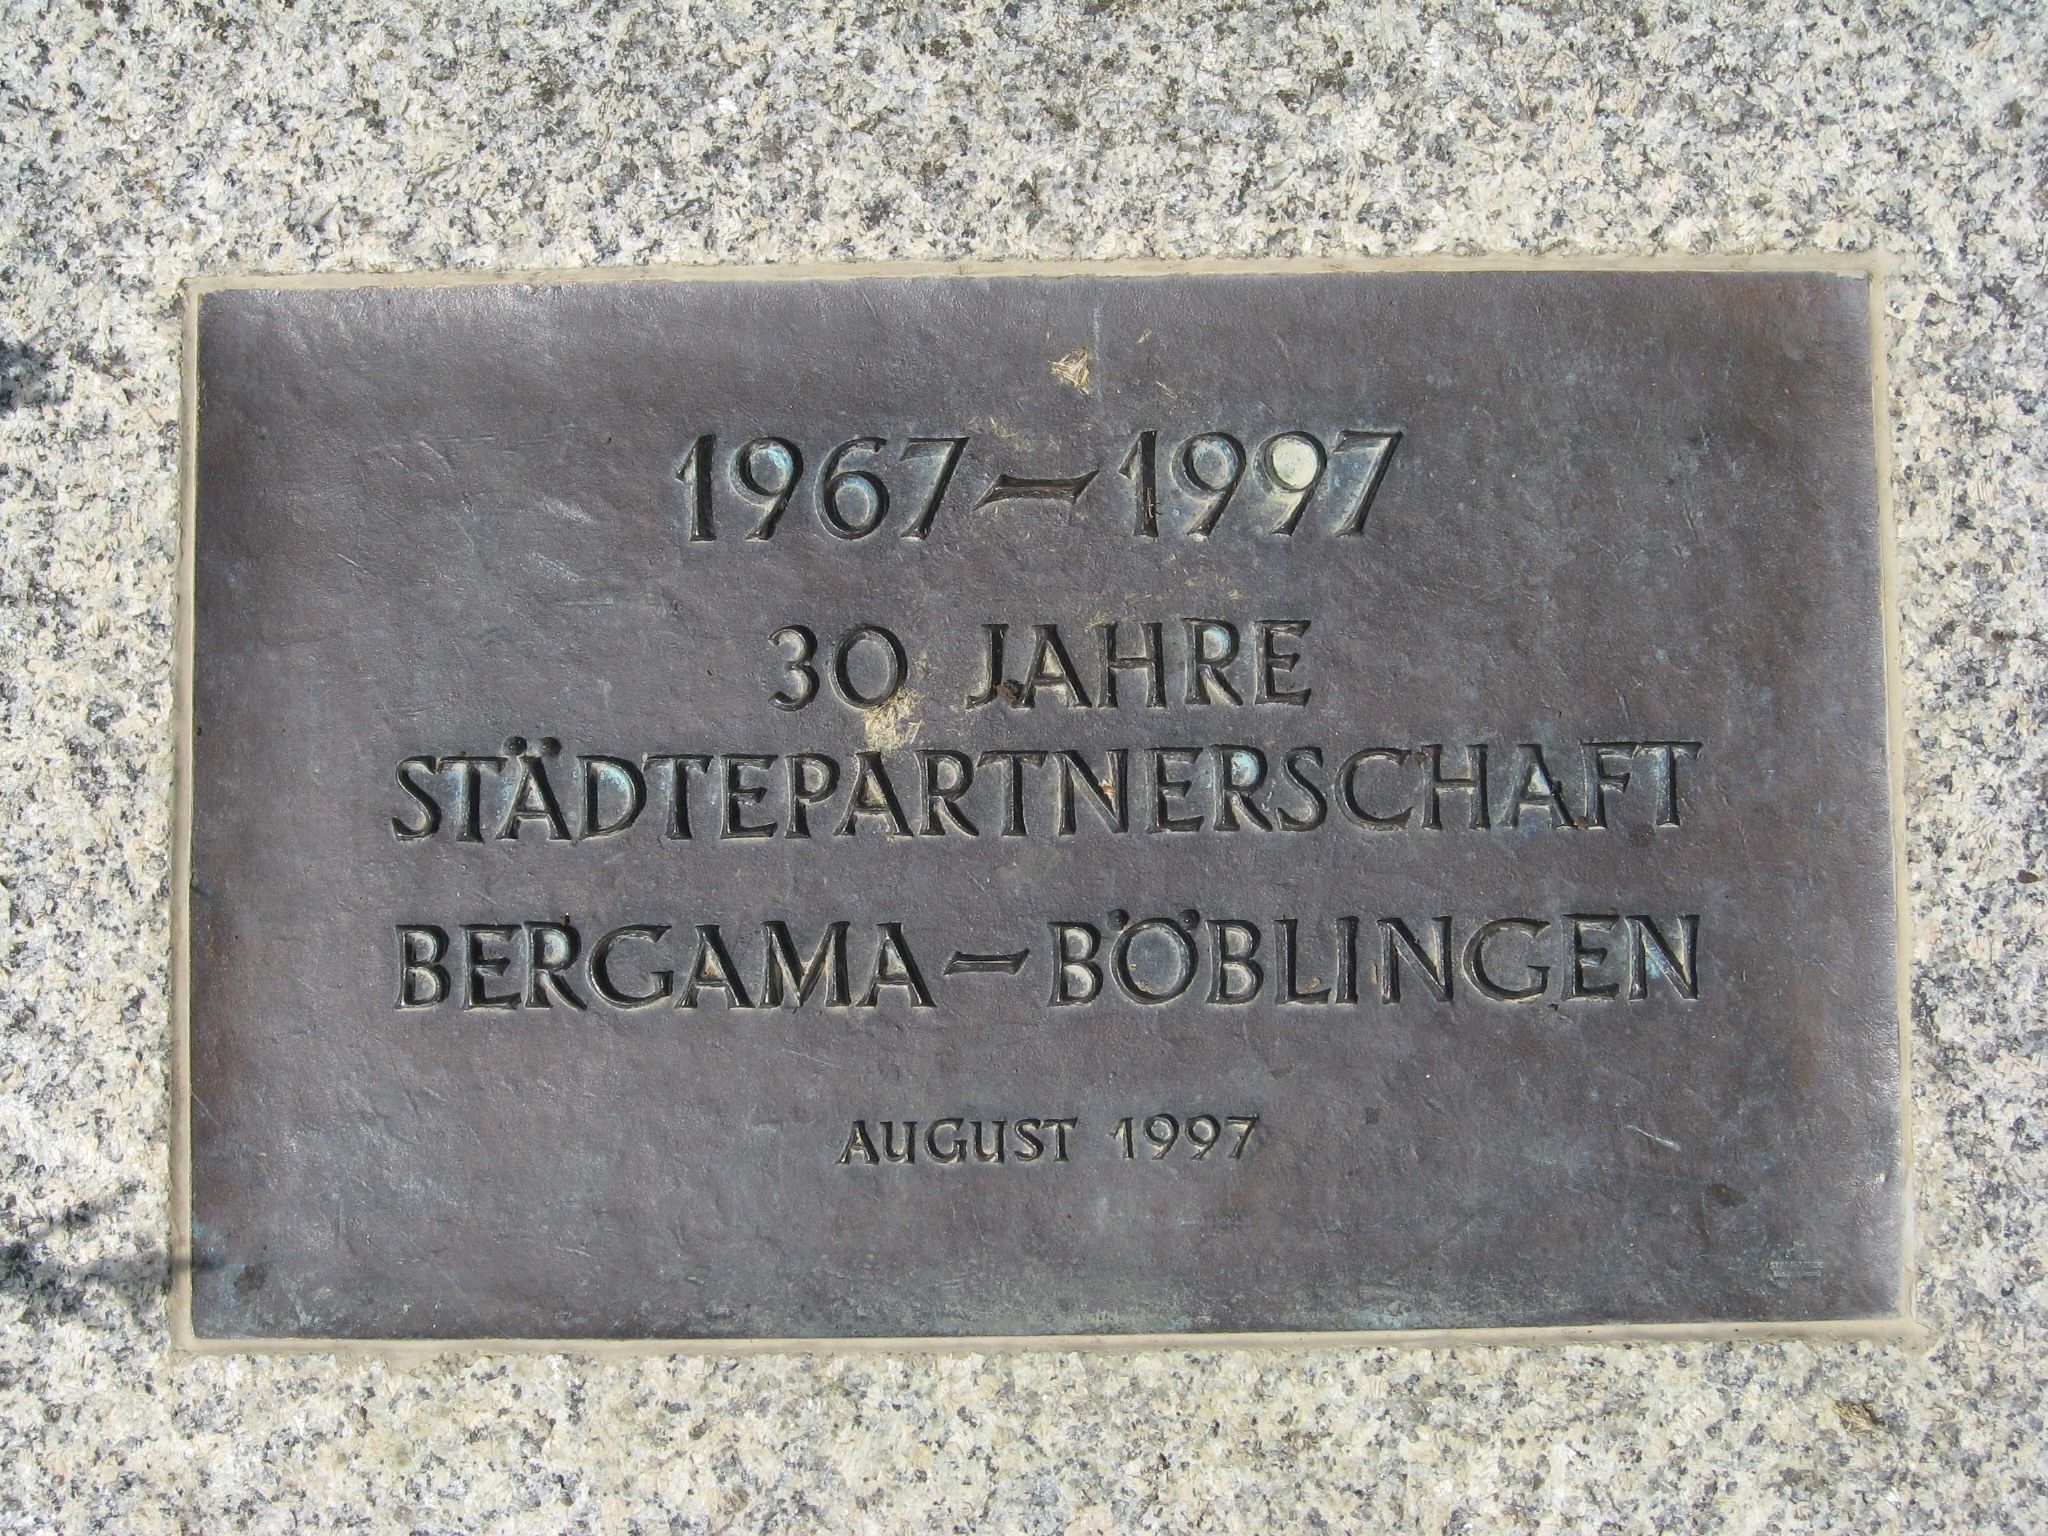 1967–1997
30 JAHRE
STÄDTEPARTNERSCHAFT
BERGAMA–BÖBLINGEN
AUGUST 1997